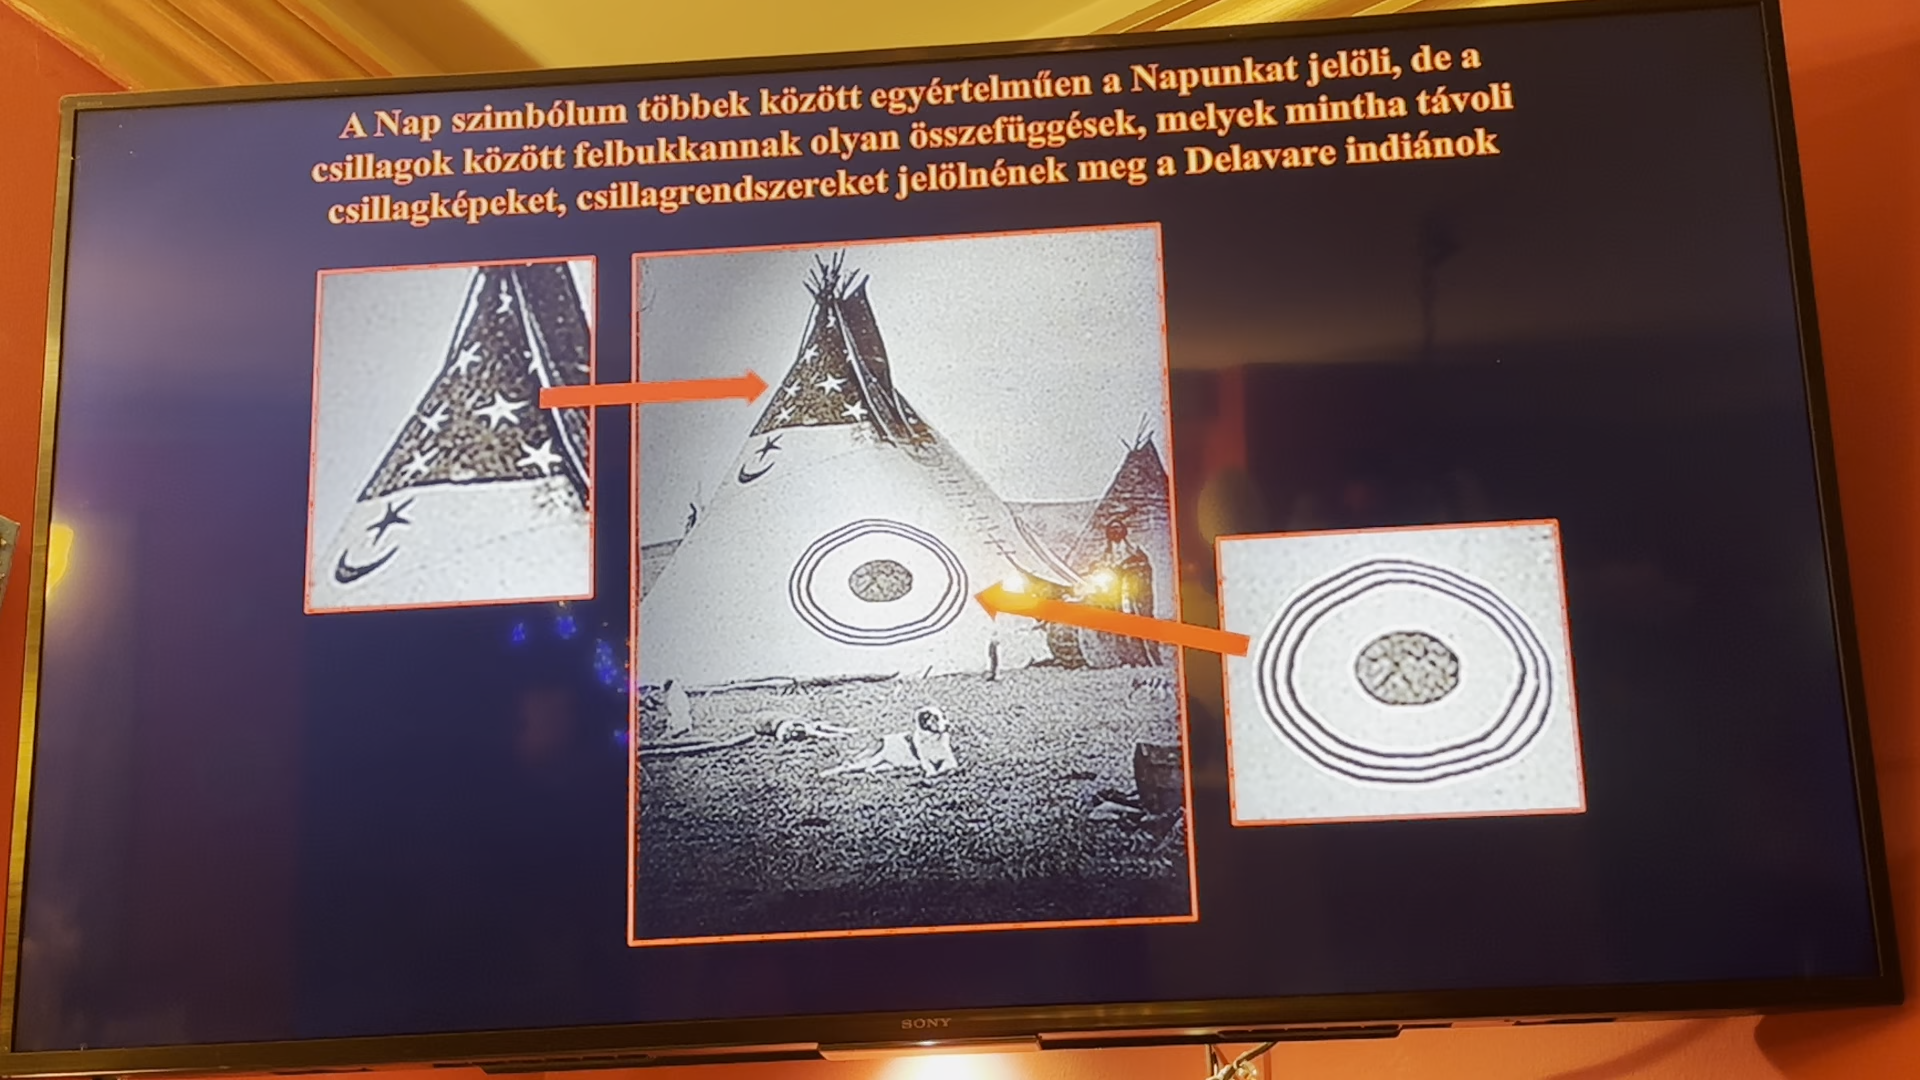 A Nap szimbólum többek között egyértelműen a Napunkat jelöli, de a
csillagok között felbukkannak olyan összefüggések, melyek mintha távoli
csillagképeket, csillagrendszereket jelölnének meg a Delavare indiánok
SONY